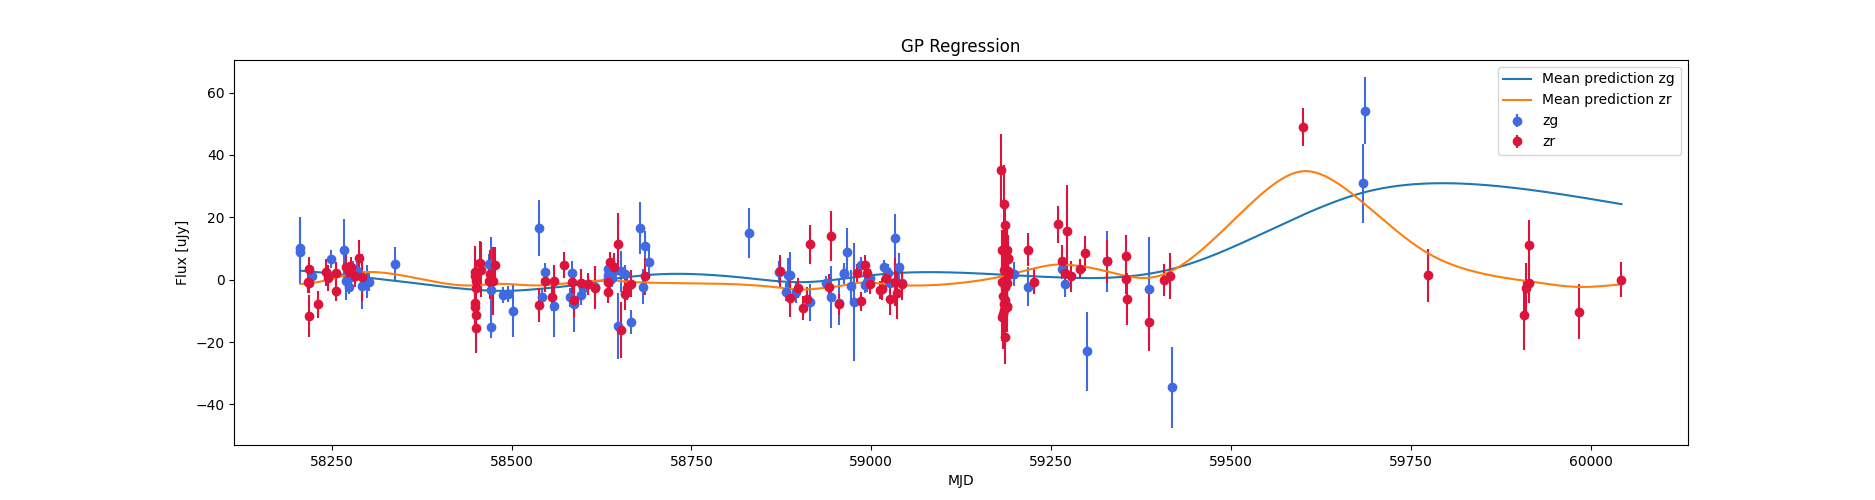 GP Regression
Mean prediction zg
Mean prediction zr
zg
zr
Flux [uJy]
60
40
20
0
−20
−40
58250
58500
58750
59000
59250
59500
59750
60000
MJD